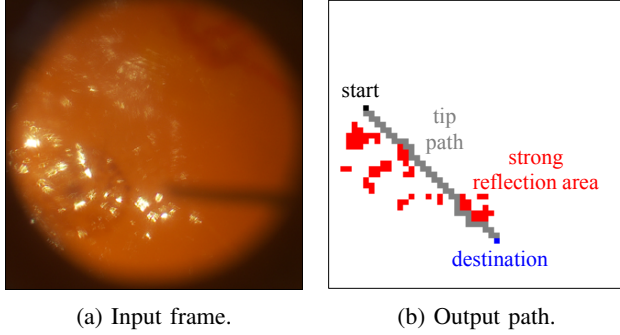 start
tip
path
strong
reflection area
destination
(a) Input frame.
(b) Output path.